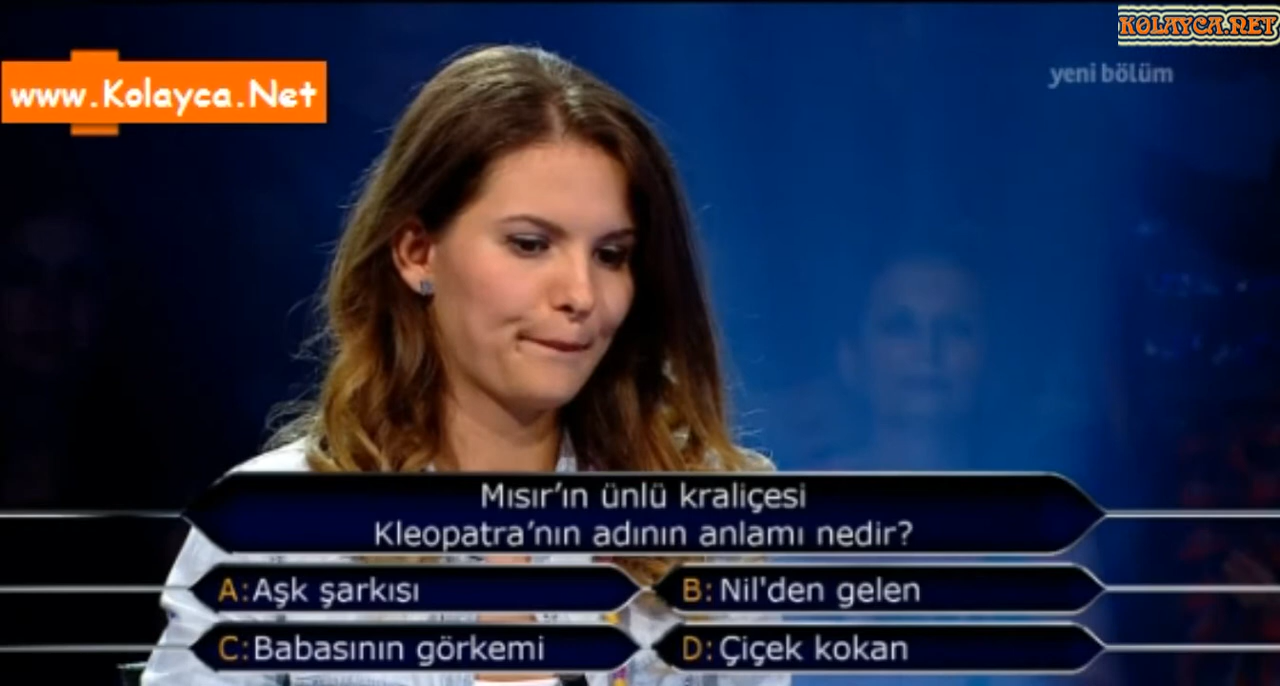 KOLAYCA.NET
yeni bölüm
www.Kolayca.Net
Mısır'ın ünlü kraliçesi
Kleopatra'nın adının anlamı nedir?
A: Aşk şarkısı
B: Nil'den gelen
C: Babasının görkemi
D: Çiçek kokan